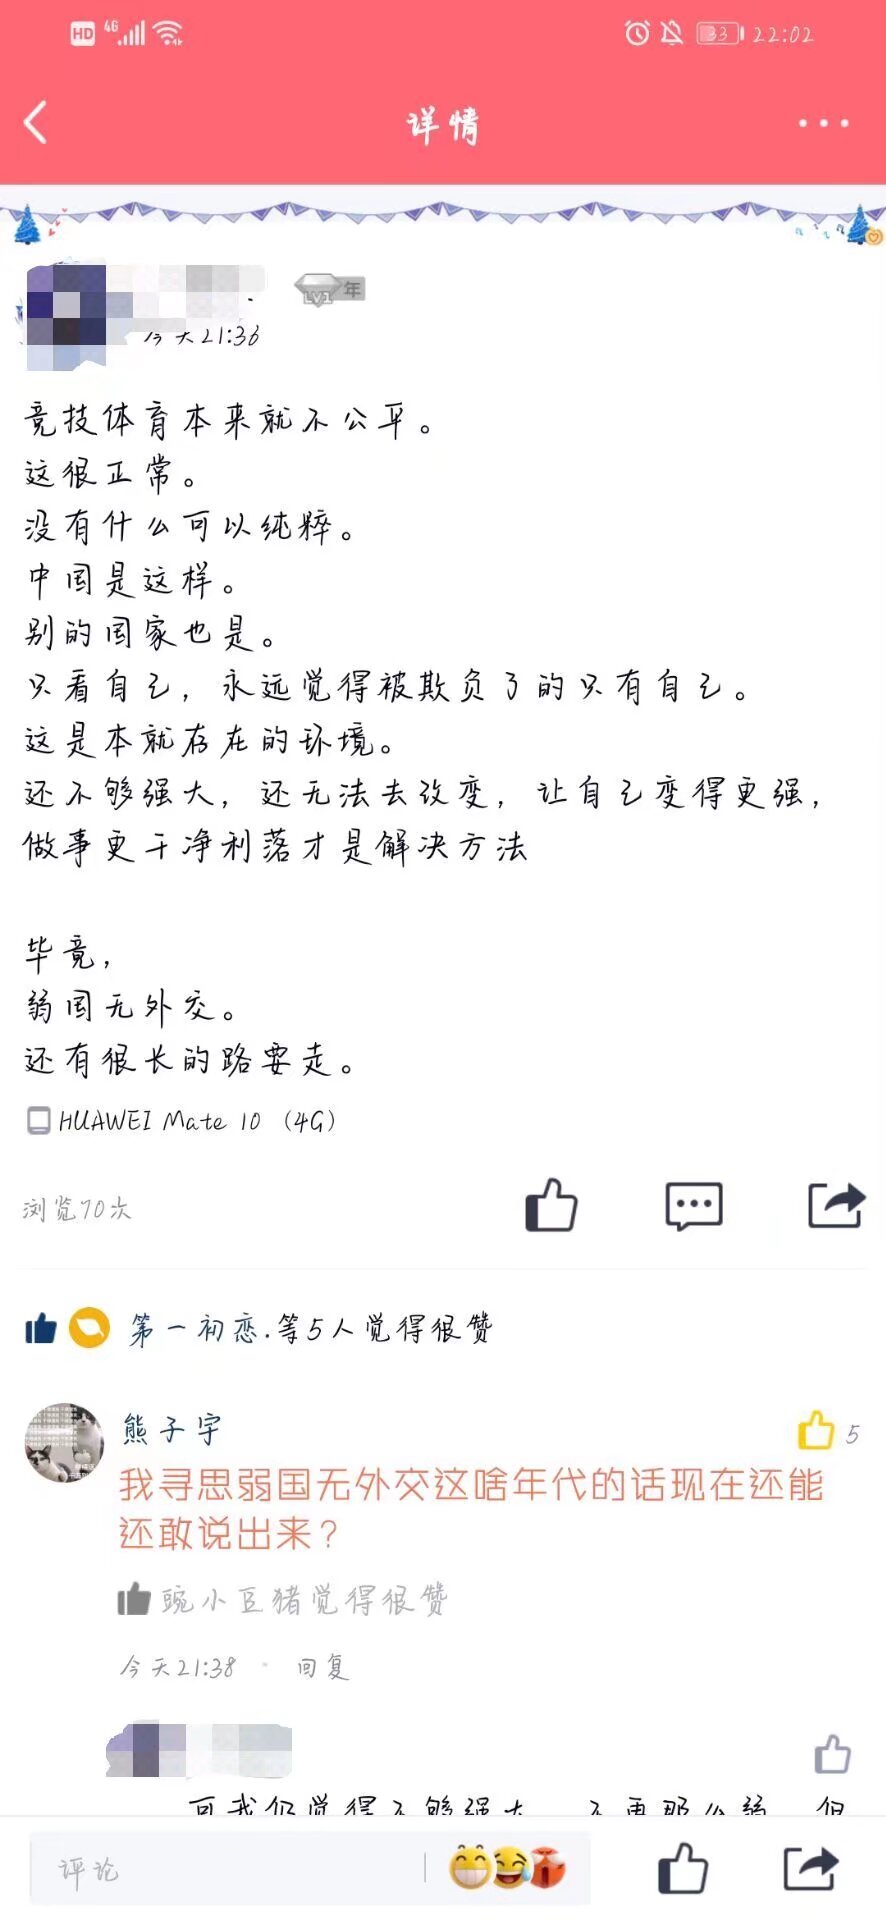 HD 4G 33 22:02
详情
LV1 年
今天21:36
竞技体育本来就不公平。
这很正常。
没有什么可以纯粹。
中国是这样。
别的国家也是。
只看自己，永远觉得被欺负了的只有自己。
这是本就存在的环境。
还不够强大，还无法去改变，让自己变得更强，
做事更干净利落才是解决方法
毕竟，
弱国无外交。
还有很长的路要走。
HUAWEI Mate 10（4G）
浏览70次
第一初恋.等5人觉得很赞
熊子宇
5
我寻思弱国无外交这啥年代的话现在还能
还敢说出来？
豌小豆猪觉得很赞
今天21:38 · 回复
评论